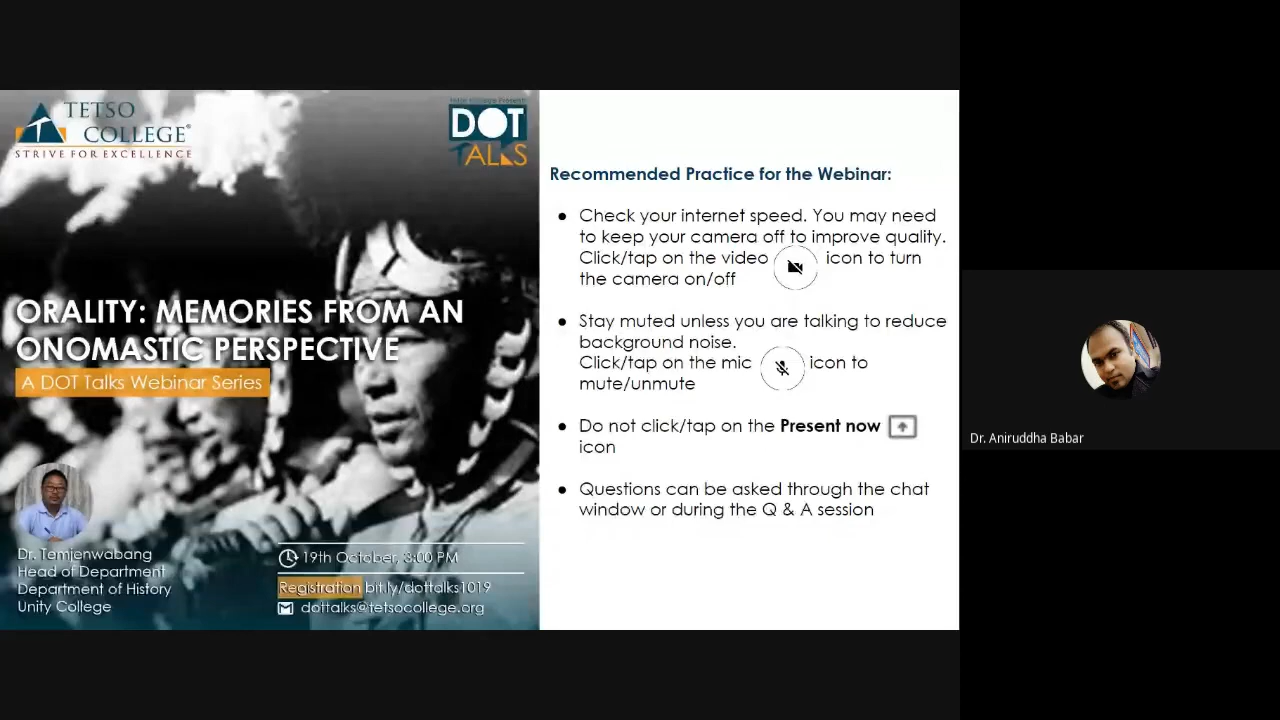 TETSO
COLLEGE®
STRIVE FOR EXCELLENCE
Tetso College Presents
DOT
TALKS
ORALITY: MEMORIES FROM AN
ONOMASTIC PERSPECTIVE
A DOT Talks Webinar Series
Dr. Temjenwabang
Head of Department
Department of History
Unity College
19th October, 3:00 PM
Registration bit.ly/dottalks1019
dottalks@tetsocollege.org
Recommended Practice for the Webinar:
● Check your internet speed. You may need
to keep your camera off to improve quality.
Click/tap on the video icon to turn
the camera on/off
● Stay muted unless you are talking to reduce
background noise.
Click/tap on the mic icon to
mute/unmute
● Do not click/tap on the Present now
icon
● Questions can be asked through the chat
window or during the Q & A session
Dr. Aniruddha Babar